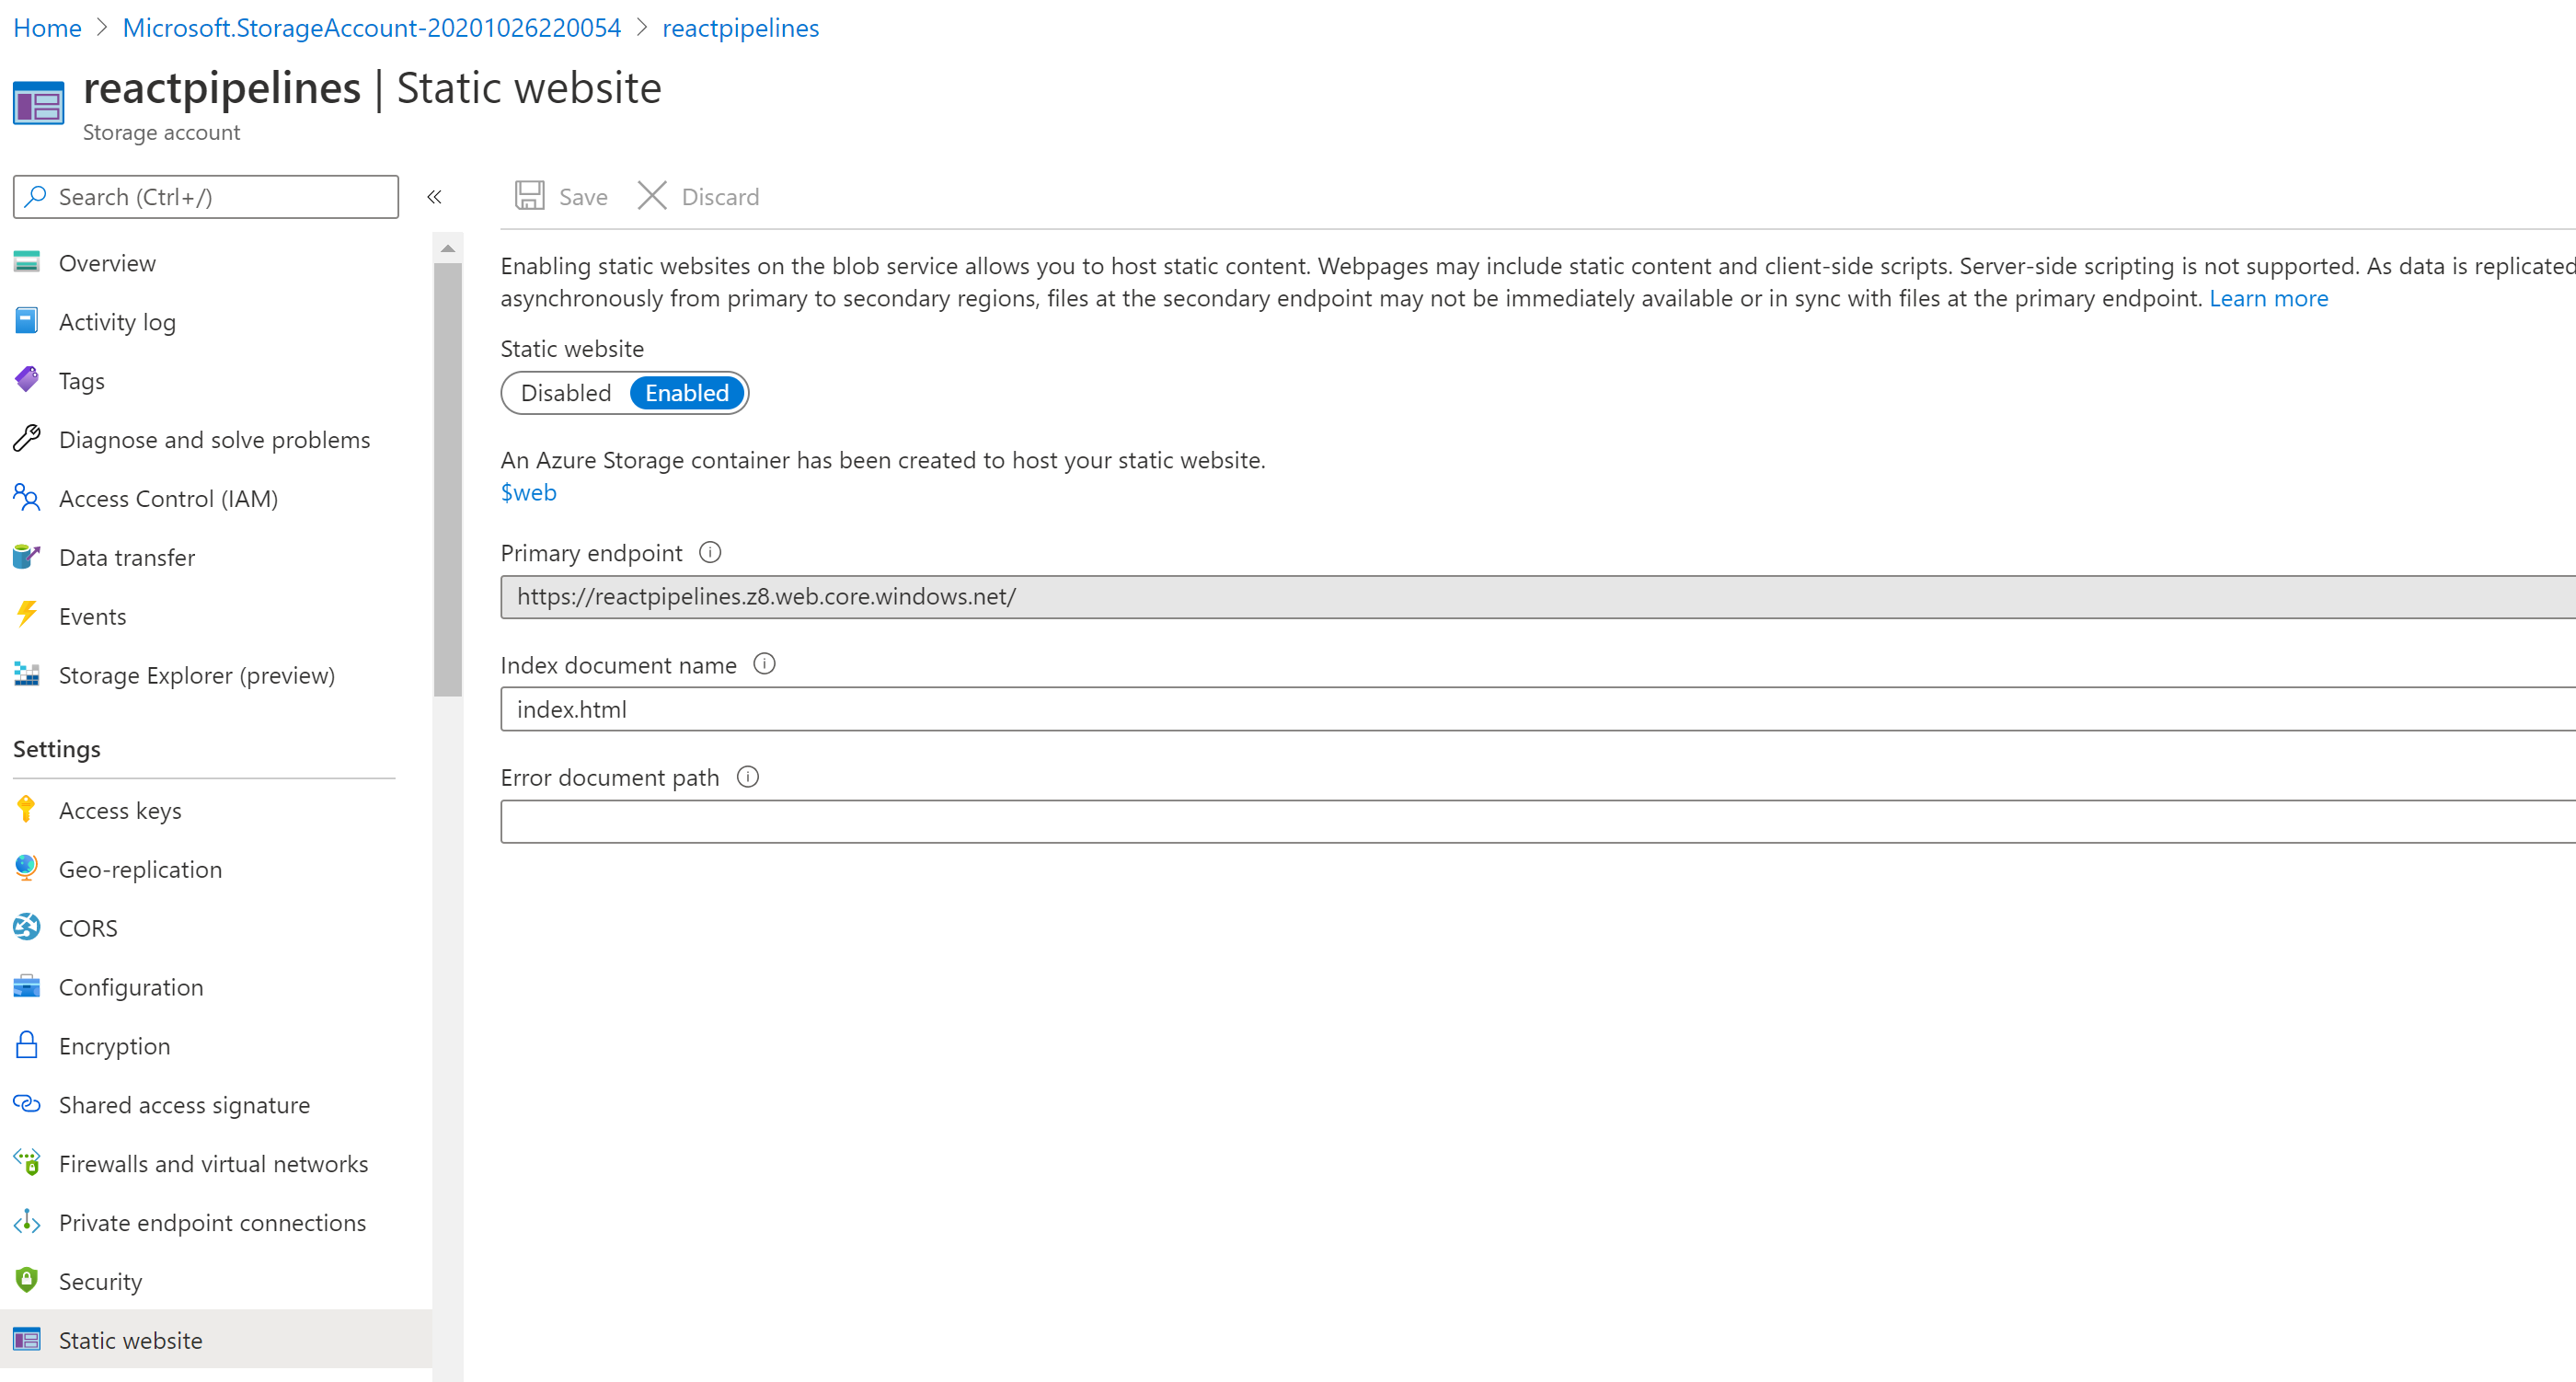 Home > Microsoft.StorageAccount-20201026220054 > reactpipelines
reactpipelines | Static website
Storage account
Search (Ctrl+/)
«
Overview
Activity log
Tags
Diagnose and solve problems
Access Control (IAM)
Data transfer
Events
Storage Explorer (preview)
Settings
Access keys
Geo-replication
CORS
Configuration
Encryption
Shared access signature
Firewalls and virtual networks
Private endpoint connections
Security
Static website
Save Discard
Enabling static websites on the blob service allows you to host static content. Webpages may include static content and client-side scripts. Server-side scripting is not supported. As data is replicated
asynchronously from primary to secondary regions, files at the secondary endpoint may not be immediately available or in sync with files at the primary endpoint. Learn more
Static website
Disabled Enabled
An Azure Storage container has been created to host your static website.
$web
Primary endpoint
https://reactpipelines.z8.web.core.windows.net/
Index document name
index.html
Error document path